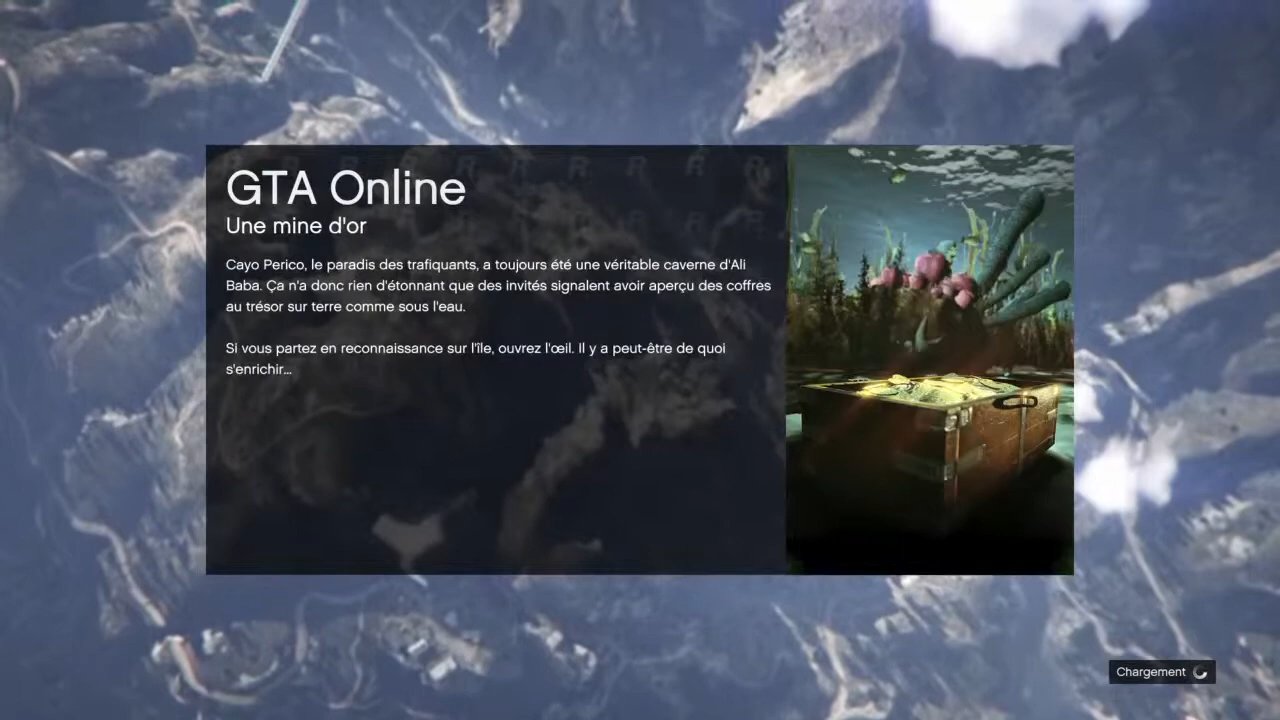 GTA Online
Une mine d'or
Cayo Perico, le paradis des trafiquants, a toujours été une véritable caverne d'Ali
Baba. Ça n'a donc rien d'étonnant que des invités signalent avoir aperçu des coffres
au trésor sur terre comme sous l'eau.
Si vous partez en reconnaissance sur l'île, ouvrez l'œil. Il y a peut-être de quoi
s'enrichir...
Chargement